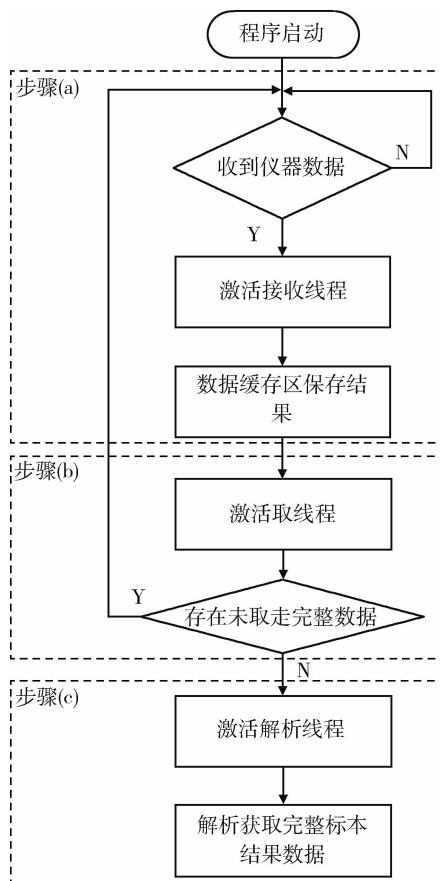 程序启动
步骤(a)
收到仪器数据
N
Y
激活接收线程
数据缓存区保存结
果
步骤(b)
激活取线程
Y
存在未取走完整数据
N
步骤(c)
激活解析线程
解析获取完整标本
结果数据